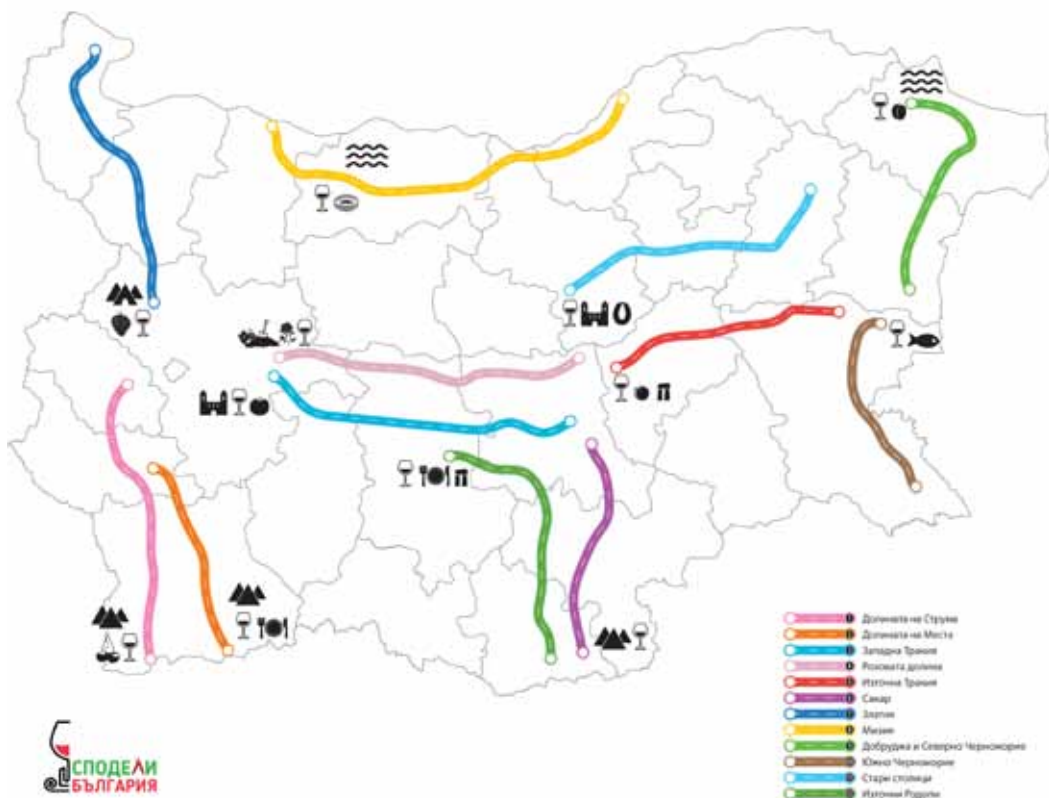 Долината на Струма
Долината на Места
Западна Тракия
Розовата долина
Източна Тракия
Сакар
Златия
Мизия
Добруджа и Северно Черноморие
Южно Черноморие
Стари столици
Източни Родопи
СПОДЕЛИ
БЪЛГАРИЯ